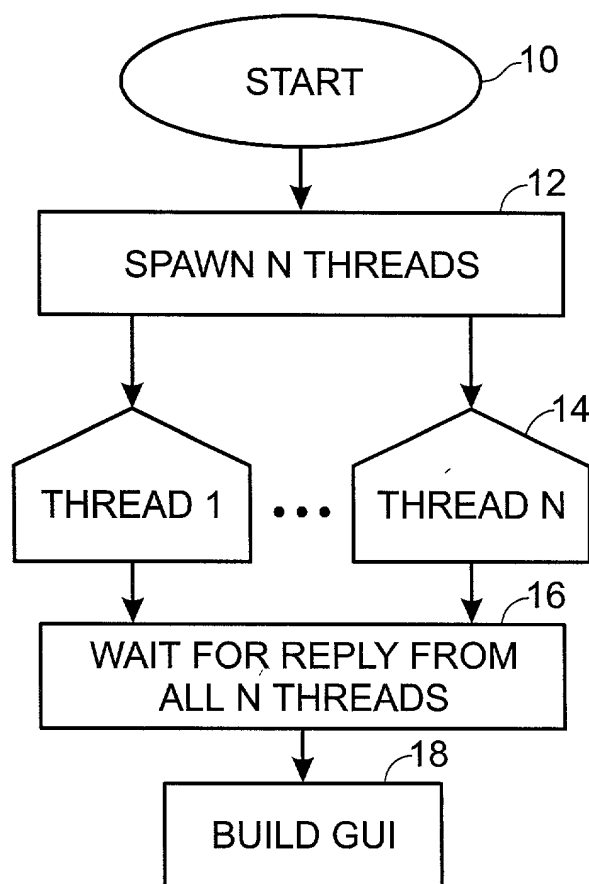 START
10
12
SPAWN N THREADS
14
THREAD 1
...
THREAD N
16
WAIT FOR REPLY FROM
ALL N THREADS
18
BUILD GUI